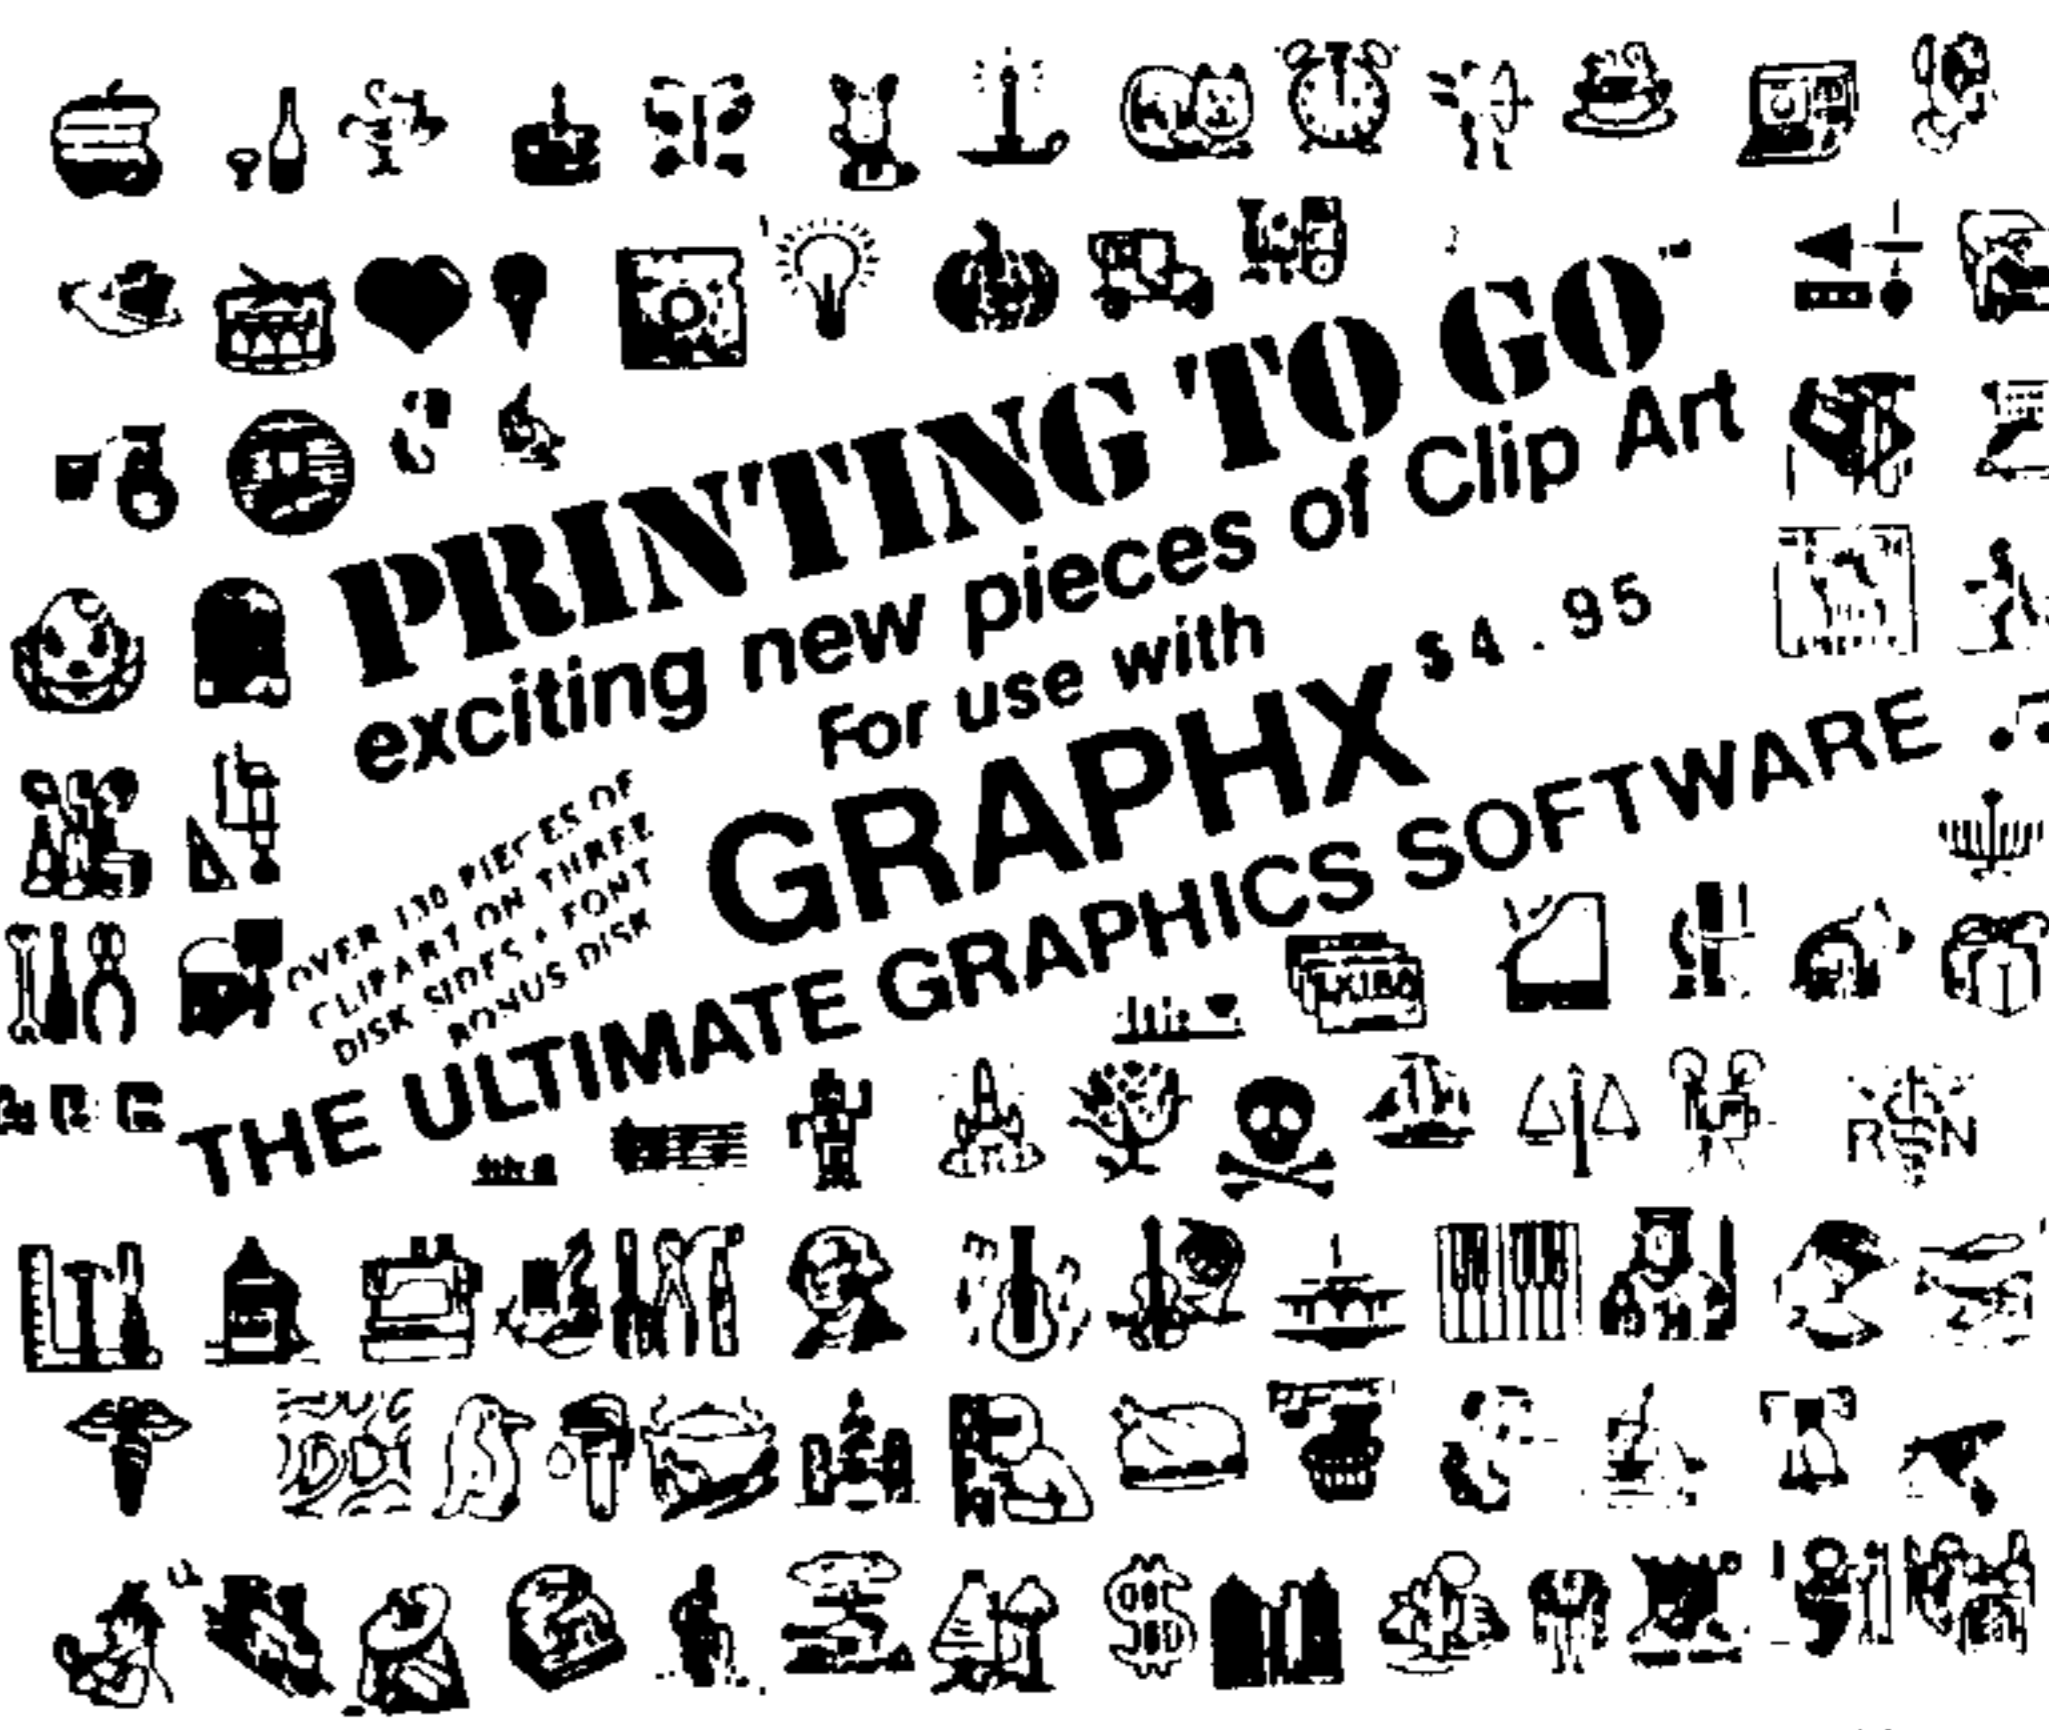 PRINTING TO GO
exciting new pieces of Clip Art
For use with
$4.95
GRAPHX
THE ULTIMATE GRAPHICS SOFTWARE
OVER 130 PIECES OF
CLIPART ON THREE
DISK SIDES + FONT
BONUS DISK
R N